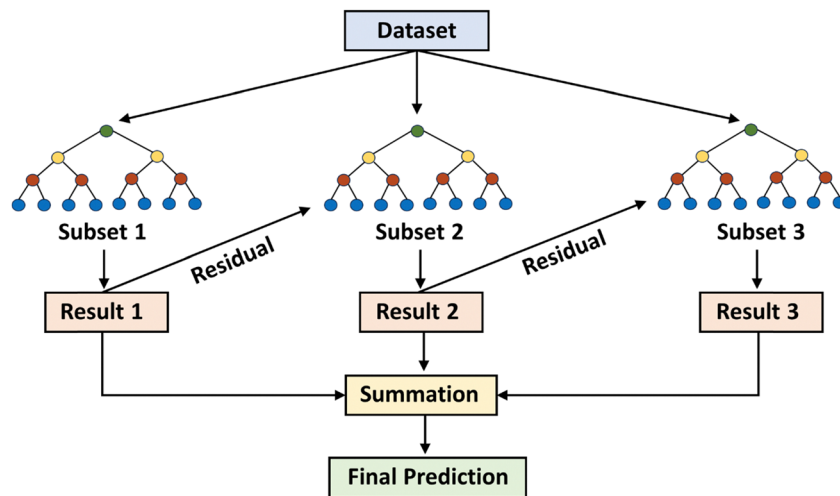 Dataset
Subset 1
Subset 2
Subset 3
Residual
Residual
Result 1
Result 2
Result 3
Summation
Final Prediction